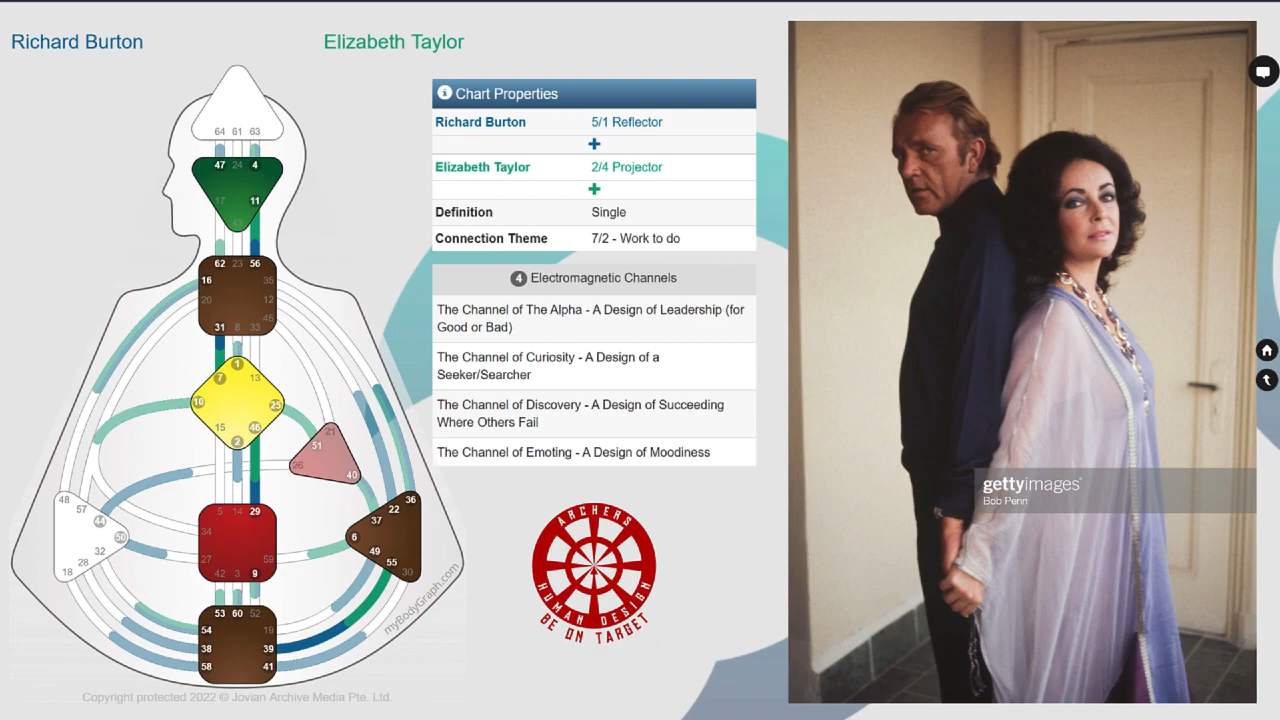 Richard Burton
Elizabeth Taylor
64 61 63
47 24 4
17 11
43
62 23 56
16 35
20 12
45
31 8 33
1
7 13
10 25
15 46
2
21
51
26 40
48
57
44
50
32
28
18
5 14 29
34
27 59
42 3 9
36
22
37
6
49
55
30
53 60 52
54 19
38 39
58 41
myBodyGraph.com
Copyright protected 2022 © Jovian Archive Media Pte. Ltd.
i Chart Properties
Richard Burton 5/1 Reflector
+
Elizabeth Taylor 2/4 Projector
+
Definition Single
Connection Theme 7/2 - Work to do
4 Electromagnetic Channels
The Channel of The Alpha - A Design of Leadership (for
Good or Bad)
The Channel of Curiosity - A Design of a
Seeker/Searcher
The Channel of Discovery - A Design of Succeeding
Where Others Fail
The Channel of Emoting - A Design of Moodiness
ARCHERS
HUMAN DESIGN
BE ON TARGET
gettyimages®
Bob Penn